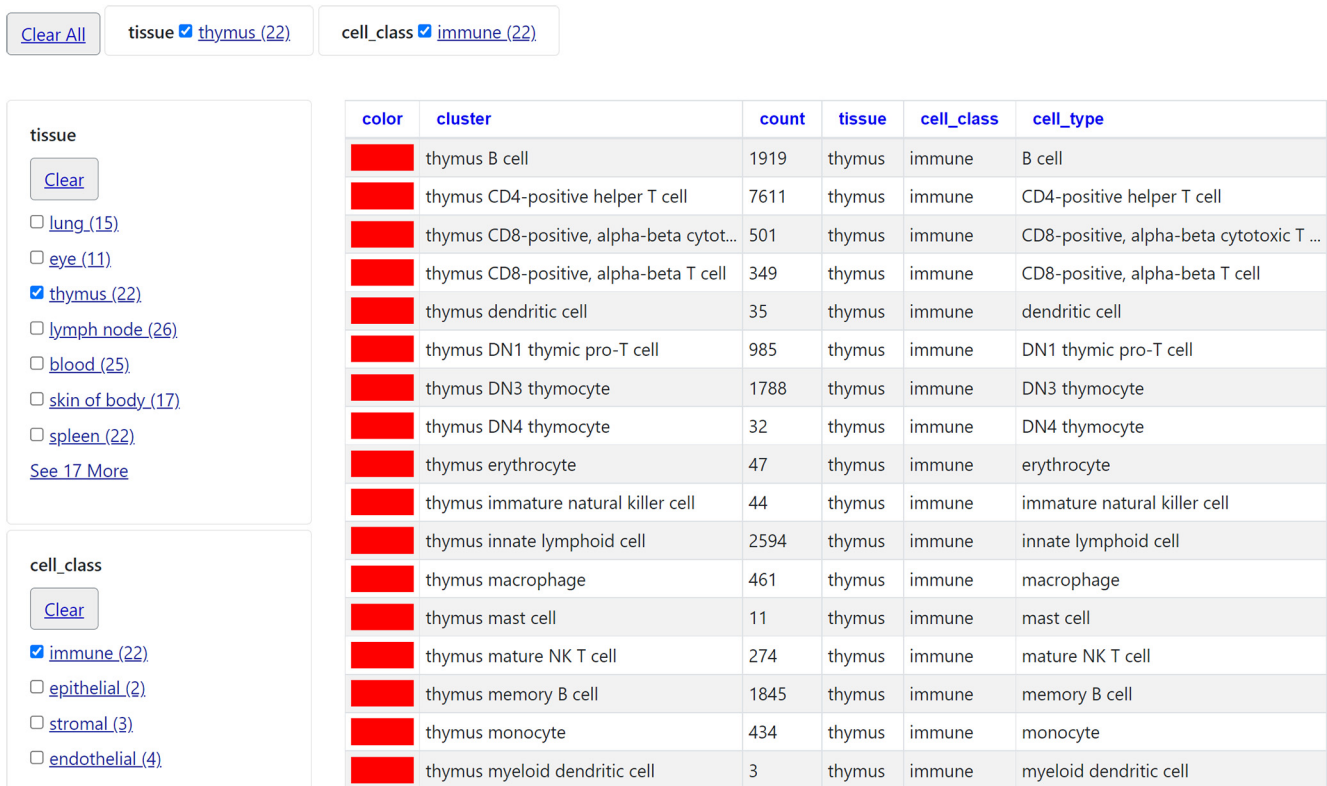 Clear All tissue thymus (22) cell_class immune (22)
tissue
Clear
lung (15)
eye (11)
thymus (22)
lymph node (26)
blood (25)
skin of body (17)
spleen (22)
See 17 More
cell_class
Clear
immune (22)
epithelial (2)
stromal (3)
endothelial (4)
color cluster count tissue cell_class cell_type
thymus B cell 1919 thymus immune B cell
thymus CD4-positive helper T cell 7611 thymus immune CD4-positive helper T cell
thymus CD8-positive, alpha-beta cytot... 501 thymus immune CD8-positive, alpha-beta cytotoxic T ...
thymus CD8-positive, alpha-beta T cell 349 thymus immune CD8-positive, alpha-beta T cell
thymus dendritic cell 35 thymus immune dendritic cell
thymus DN1 thymic pro-T cell 985 thymus immune DN1 thymic pro-T cell
thymus DN3 thymocyte 1788 thymus immune DN3 thymocyte
thymus DN4 thymocyte 32 thymus immune DN4 thymocyte
thymus erythrocyte 47 thymus immune erythrocyte
thymus immature natural killer cell 44 thymus immune immature natural killer cell
thymus innate lymphoid cell 2594 thymus immune innate lymphoid cell
thymus macrophage 461 thymus immune macrophage
thymus mast cell 11 thymus immune mast cell
thymus mature NK T cell 274 thymus immune mature NK T cell
thymus memory B cell 1845 thymus immune memory B cell
thymus monocyte 434 thymus immune monocyte
thymus myeloid dendritic cell 3 thymus immune myeloid dendritic cell